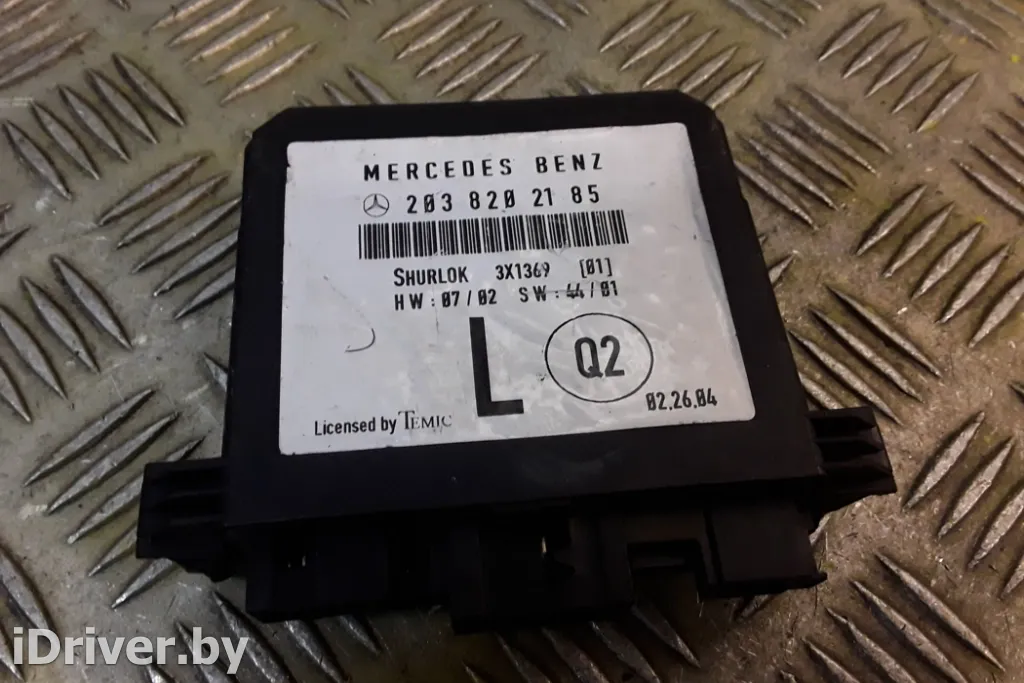 MERCEDES BENZ
203 820 21 85
SHURLOK 3X1369 [01]
HW: 07/02 SW: 44/01
L Q2
Licensed by TEMIC 02.26.04
iDriver.by